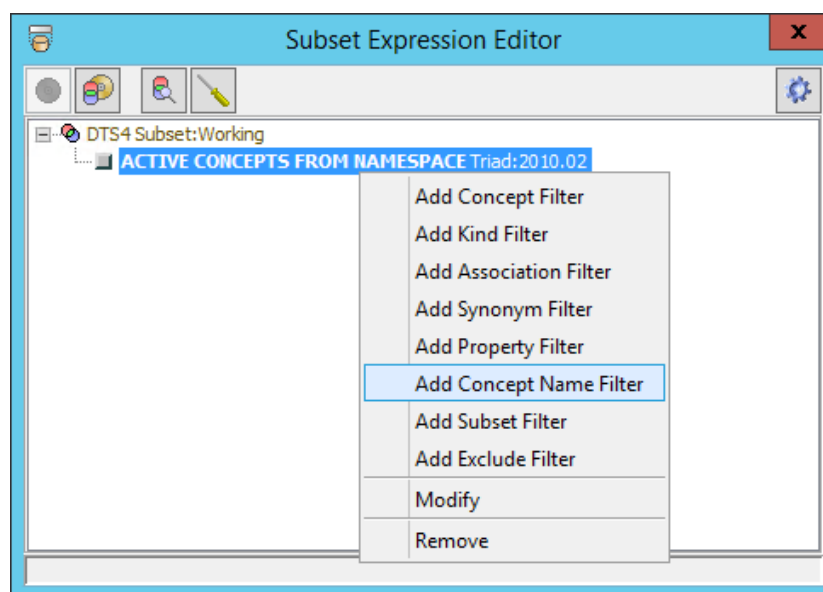 Subset Expression Editor
x
DTS4 Subset:Working
ACTIVE CONCEPTS FROM NAMESPACE Triad:2010.02
Add Concept Filter
Add Kind Filter
Add Association Filter
Add Synonym Filter
Add Property Filter
Add Concept Name Filter
Add Subset Filter
Add Exclude Filter
Modify
Remove